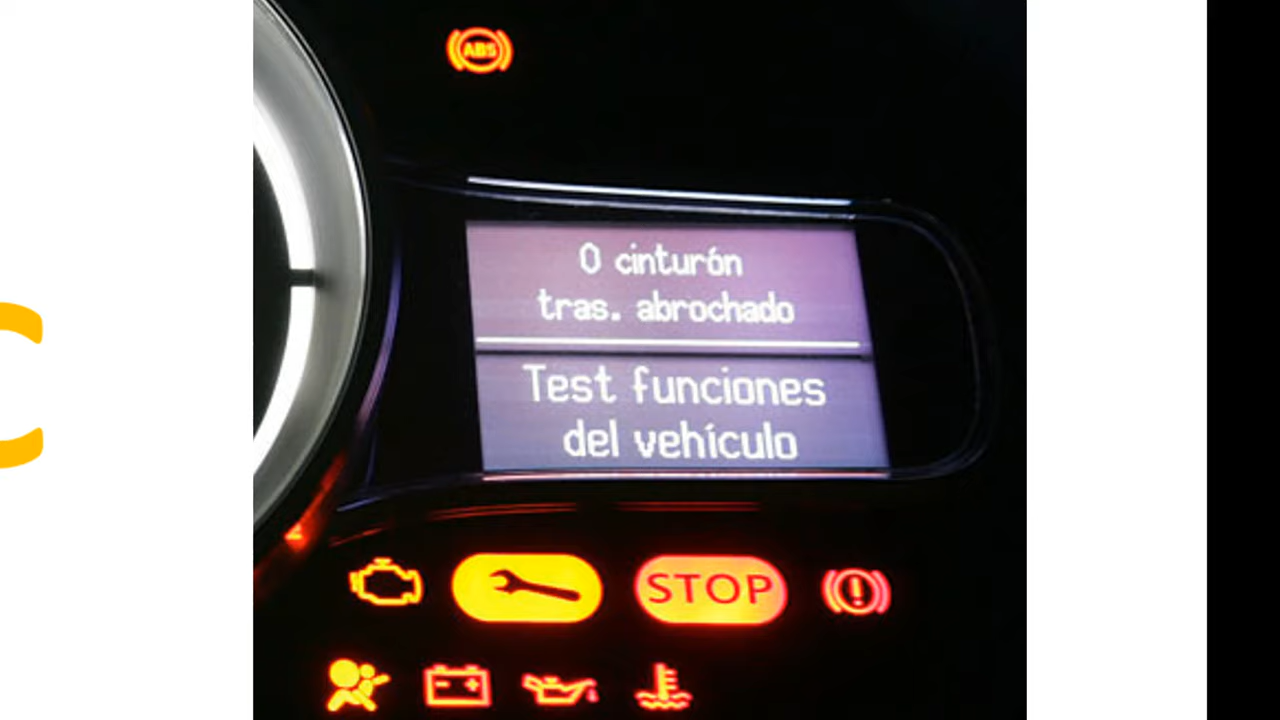 ABS
0 cinturón
tras. abrochado
Test funciones
del vehículo
STOP